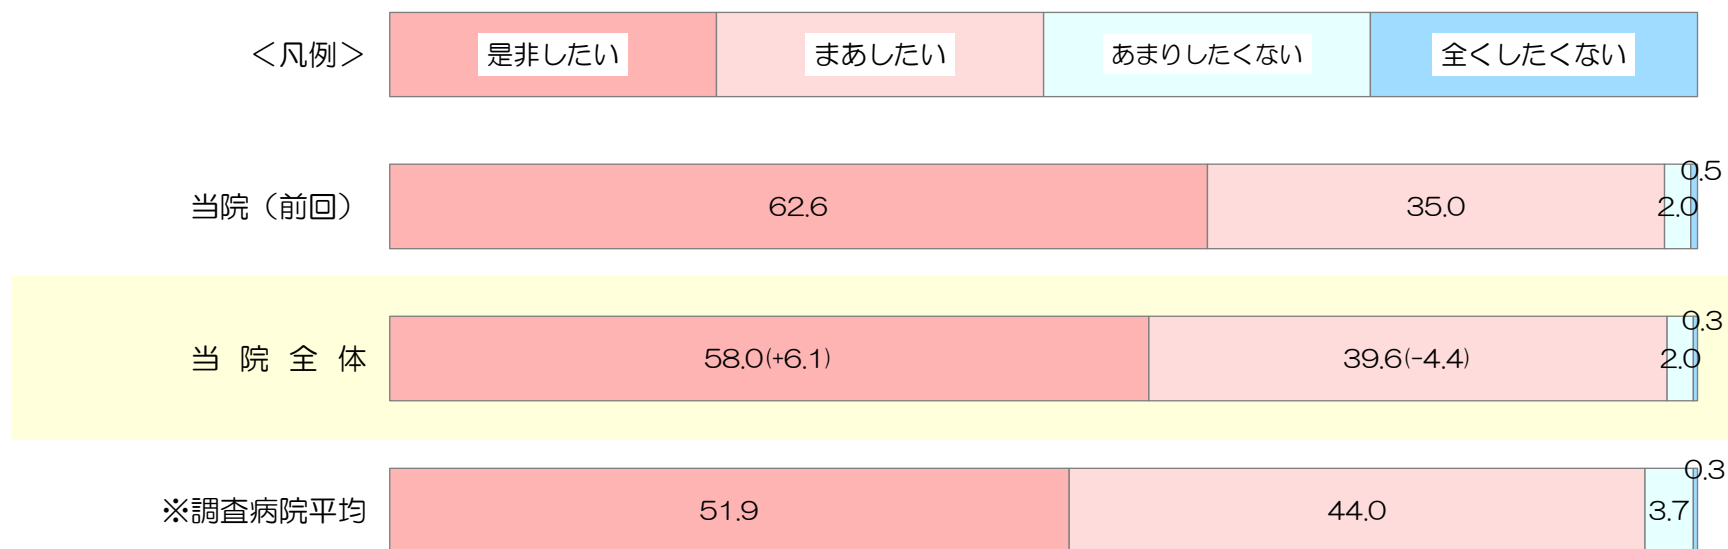 ＜凡例＞ 是非したい まあしたい あまりしたくない 全くしたくない
当院（前回） 62.6 35.0 2.0 0.5
当院全体 58.0(+6.1) 39.6(-4.4) 2.0 0.3
※調査病院平均 51.9 44.0 3.7 0.3